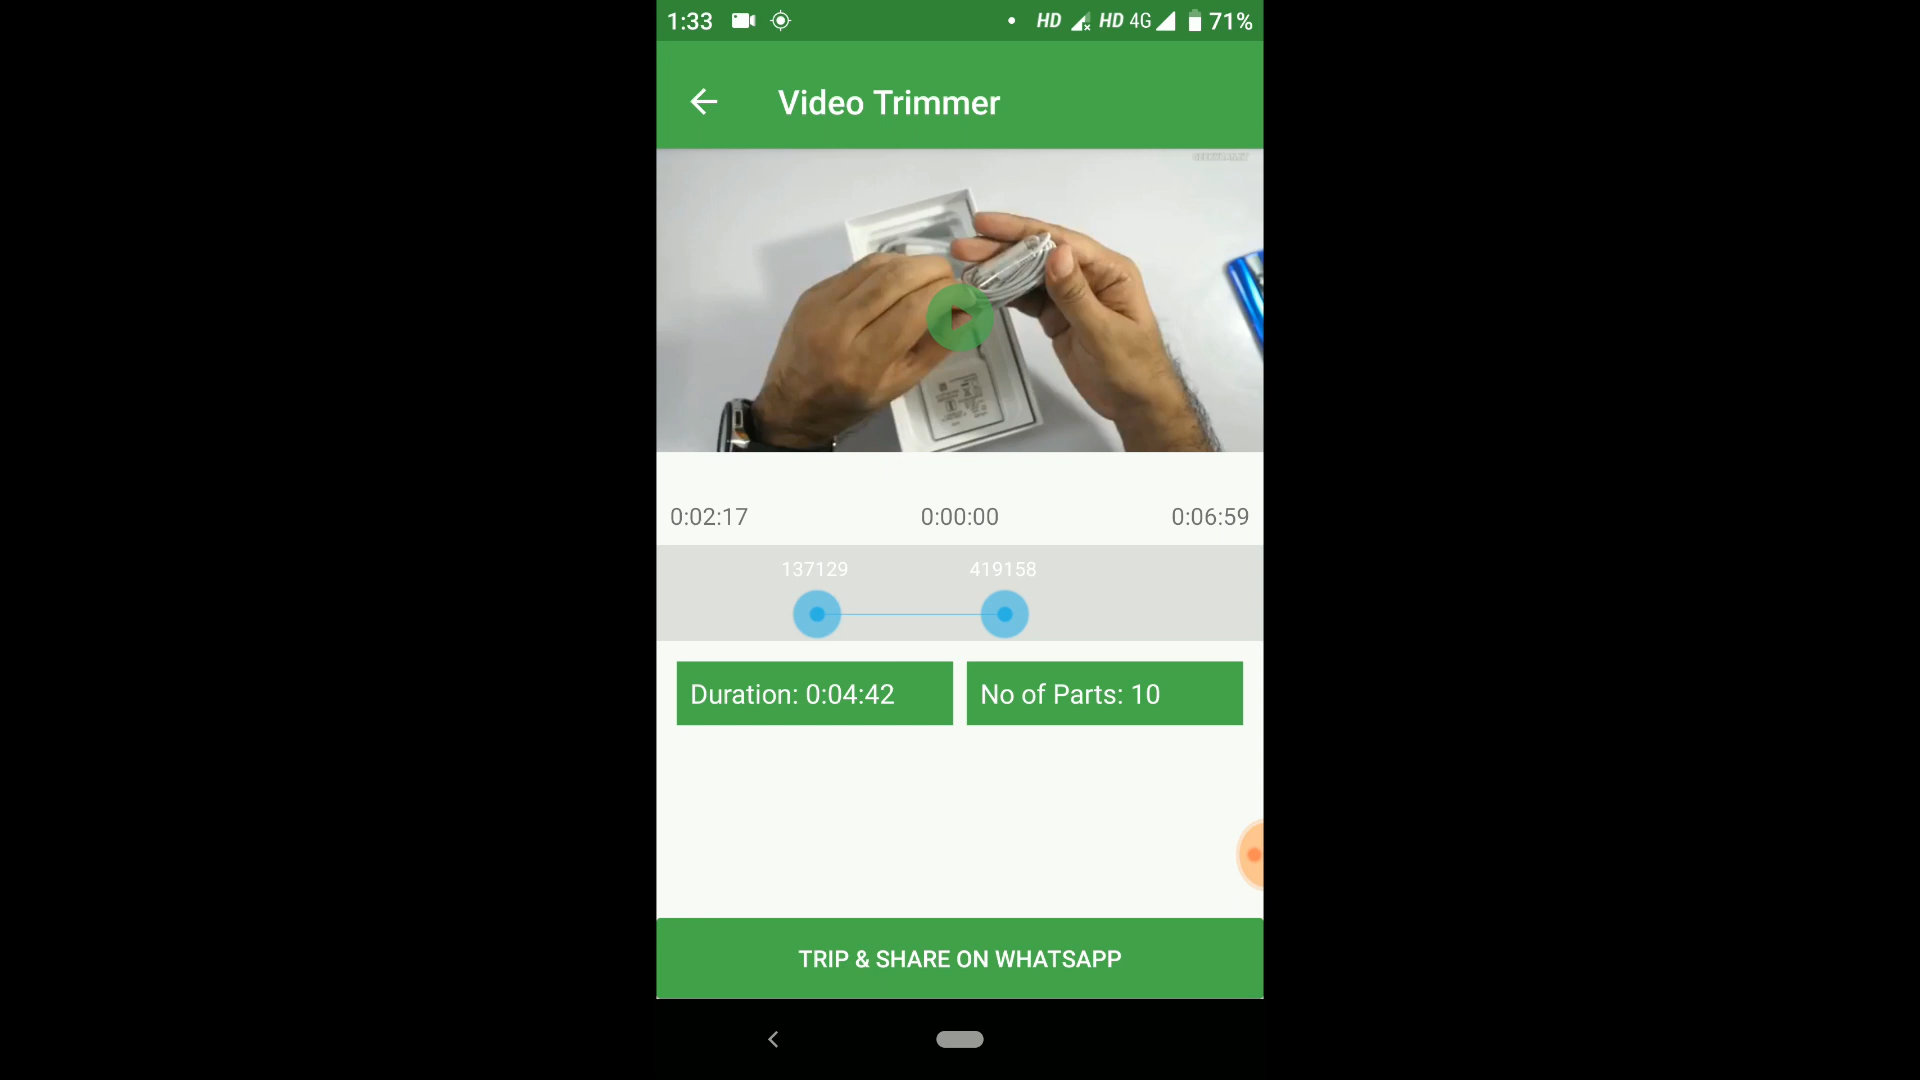 1:33 HD HD 4G 71%
Video Trimmer
0:02:17 0:00:00 0:06:59
137129 419158
Duration: 0:04:42 No of Parts: 10
TRIP & SHARE ON WHATSAPP